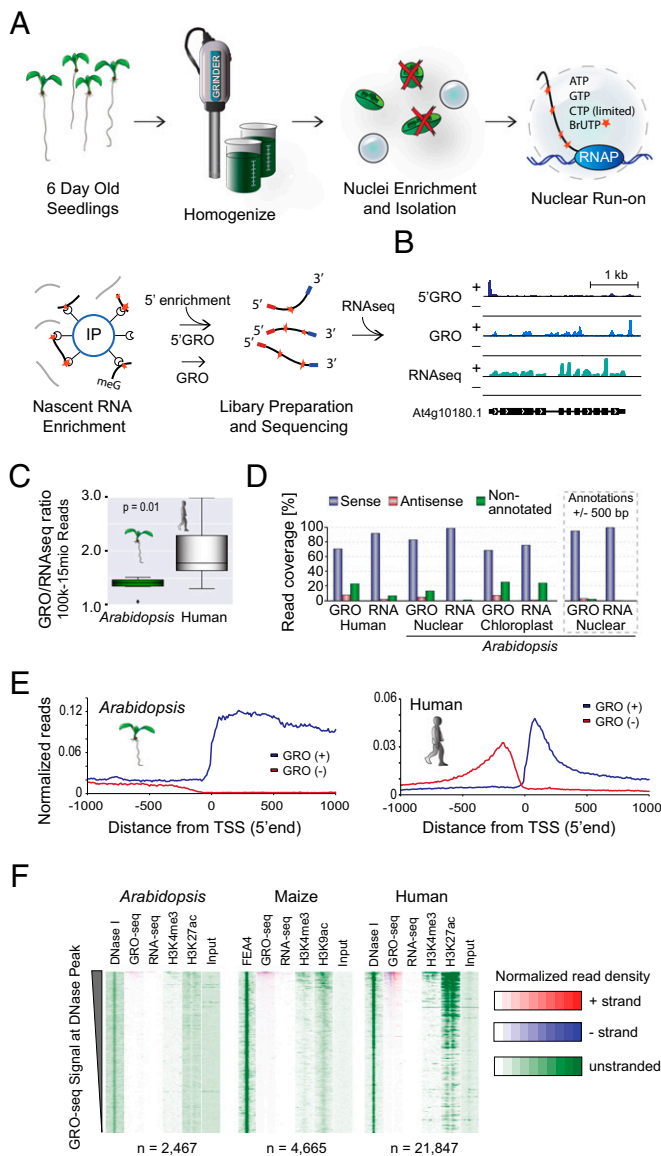 A
GRINDER
ATP
GTP
CTP (limited)
BrUTP
RNAP
6 Day Old
Seedlings
Homogenize
Nuclei Enrichment
and Isolation
Nuclear Run-on
IP
meG
Nascent RNA
Enrichment
5' enrichment
5'GRO
GRO
5' 3'
5' 3'
5' 3'
Libary Preparation
and Sequencing
RNAseq
B
1 kb
5'GRO + −
GRO + −
RNAseq + −
At4g10180.1
C
GRO/RNAseq ratio
100k-15mio Reads
3.0
2.0
1.0
p = 0.01
Arabidopsis Human
D
Sense Antisense Non-annotated
Annotations
+/- 500 bp
Read coverage [%]
100
80
60
40
20
0
GRO RNA GRO RNA GRO RNA GRO RNA
Human Nuclear Chloroplast Nuclear
Arabidopsis
E
Normalized reads
Arabidopsis
0.12
0.06
0
GRO (+)
GRO (-)
-1000 -500 0 500 1000
Distance from TSS (5'end)
Human
0.06
0.03
0
GRO (+)
GRO (-)
-1000 -500 0 500 1000
Distance from TSS (5'end)
F
Arabidopsis Maize Human
DNase I GRO-seq RNA-seq H3K4me3 H3K27ac Input
FEA4 GRO-seq RNA-seq H3K4me3 H3K9ac Input
DNase I GRO-seq RNA-seq H3K4me3 H3K27ac Input
GRO-seq Signal at DNase Peak
Normalized read density
+ strand
- strand
unstranded
n = 2,467 n = 4,665 n = 21,847